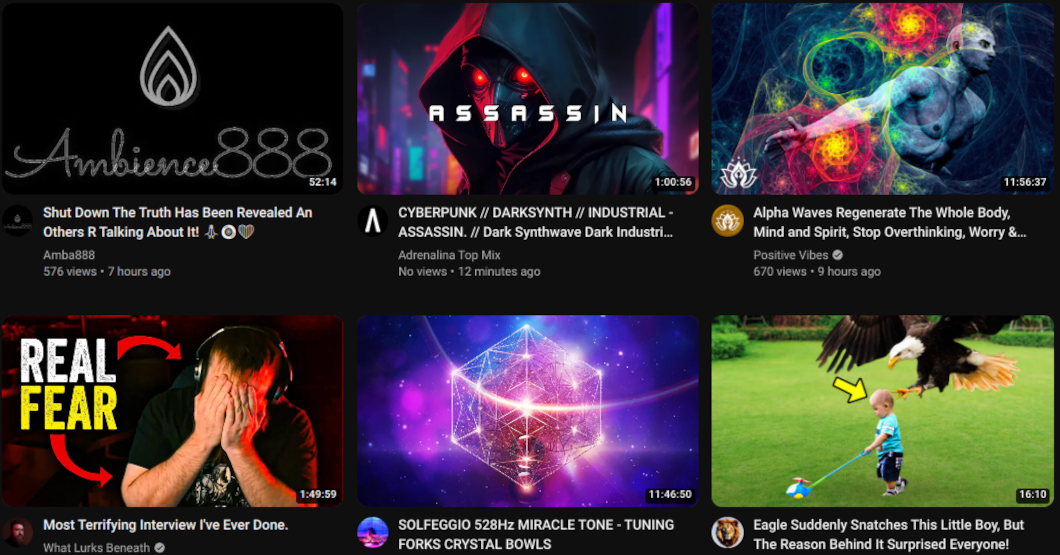 Ambience888
52:14
Shut Down The Truth Has Been Revealed An
Others R Talking About It!
Amba888
576 views • 7 hours ago
ASSASSIN
1:00:56
CYBERPUNK // DARKSYNTH // INDUSTRIAL -
ASSASSIN. // Dark Synthwave Dark Industri...
Adrenalina Top Mix
No views • 12 minutes ago
11:56:37
Alpha Waves Regenerate The Whole Body,
Mind and Spirit, Stop Overthinking, Worry &...
Positive Vibes
670 views • 9 hours ago
REAL
FEAR
1:49:59
Most Terrifying Interview I've Ever Done.
What Lurks Beneath
11:46:50
SOLFEGGIO 528Hz MIRACLE TONE - TUNING
FORKS CRYSTAL BOWLS
16:10
Eagle Suddenly Snatches This Little Boy, But
The Reason Behind It Surprised Everyone!